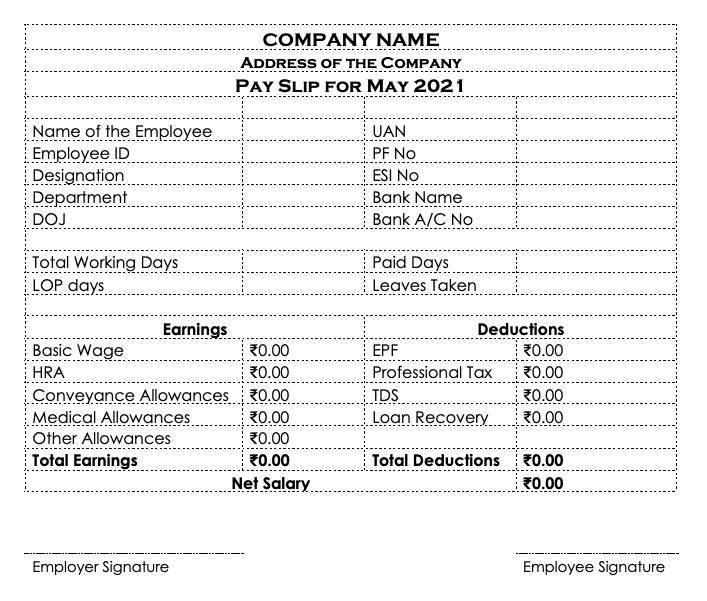 COMPANY NAME
Address of the Company
Pay Slip for May 2021
Name of the Employee UAN
Employee ID PF No
Designation ESI No
Department Bank Name
DOJ Bank A/C No
Total Working Days Paid Days
LOP days Leaves Taken
Earnings Deductions
Basic Wage ₹0.00 EPF ₹0.00
HRA ₹0.00 Professional Tax ₹0.00
Conveyance Allowances ₹0.00 TDS ₹0.00
Medical Allowances ₹0.00 Loan Recovery ₹0.00
Other Allowances ₹0.00
Total Earnings ₹0.00 Total Deductions ₹0.00
Net Salary ₹0.00
Employer Signature Employee Signature